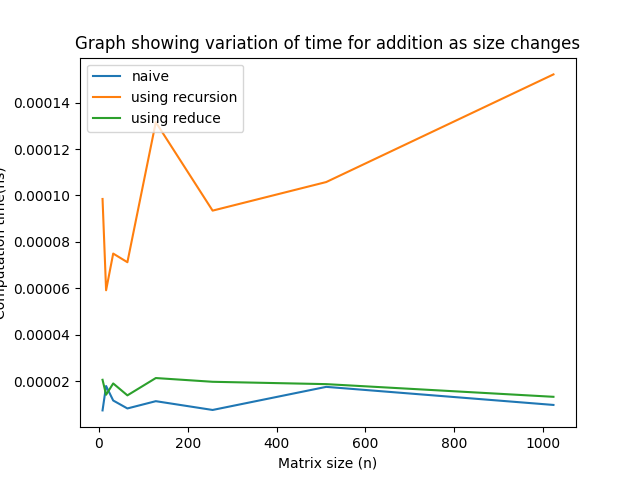 Graph showing variation of time for addition as size changes
naive
using recursion
using reduce
0.00014
0.00012
0.00010
0.00008
0.00006
0.00004
0.00002
Computation time(ns)
0 200 400 600 800 1000
Matrix size (n)